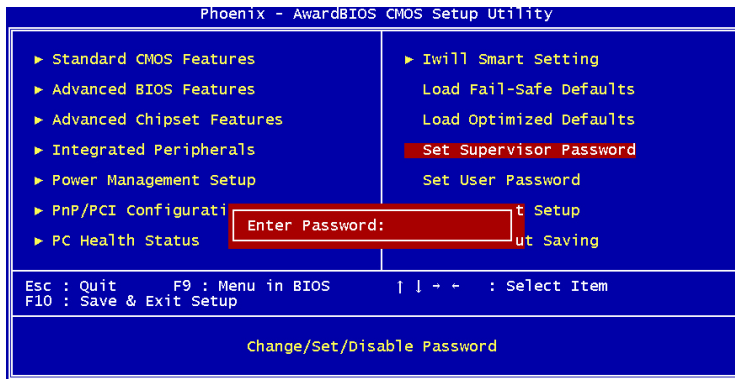 Phoenix - AwardBIOS CMOS Setup Utility
► Standard CMOS Features
► Advanced BIOS Features
► Advanced Chipset Features
► Integrated Peripherals
► Power Management Setup
► PnP/PCI Configurati
► PC Health Status
► Iwill Smart Setting
Load Fail-Safe Defaults
Load Optimized Defaults
Set Supervisor Password
Set User Password
t Setup
ut Saving
Enter Password:
Esc : Quit F9 : Menu in BIOS ↑ ↓ → ← : Select Item
F10 : Save & Exit Setup
Change/Set/Disable Password